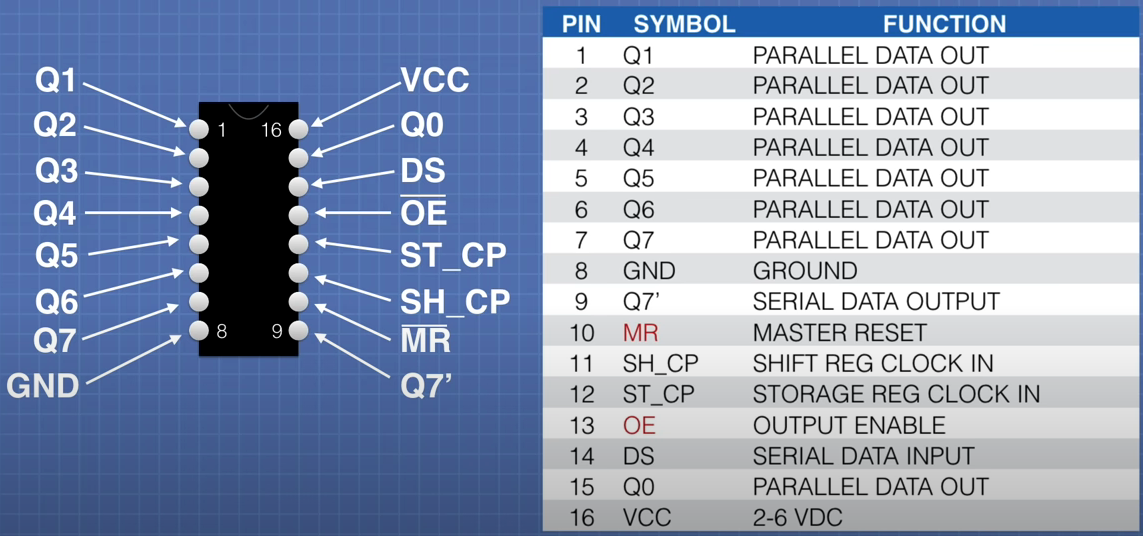 Q1
Q2
Q3
Q4
Q5
Q6
Q7
GND
1 16
8 9
VCC
Q0
DS
OE
ST_CP
SH_CP
MR
Q7’
PIN SYMBOL FUNCTION
1 Q1 PARALLEL DATA OUT
2 Q2 PARALLEL DATA OUT
3 Q3 PARALLEL DATA OUT
4 Q4 PARALLEL DATA OUT
5 Q5 PARALLEL DATA OUT
6 Q6 PARALLEL DATA OUT
7 Q7 PARALLEL DATA OUT
8 GND GROUND
9 Q7’ SERIAL DATA OUTPUT
10 MR MASTER RESET
11 SH_CP SHIFT REG CLOCK IN
12 ST_CP STORAGE REG CLOCK IN
13 OE OUTPUT ENABLE
14 DS SERIAL DATA INPUT
15 Q0 PARALLEL DATA OUT
16 VCC 2-6 VDC